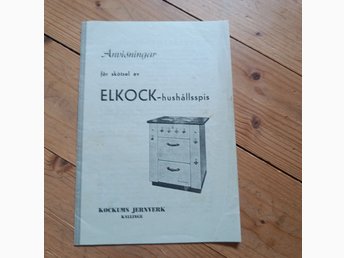 Anvisningar
för skötsel av
ELKOCK-hushållsspis
KOCKUMS JERNVERK
KALLINGE